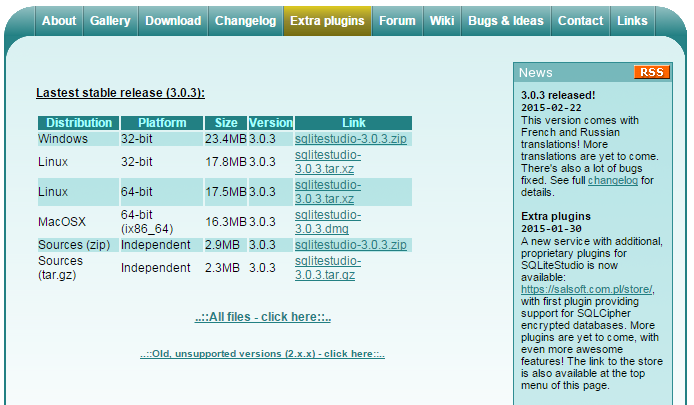 About Gallery Download Changelog Extra plugins Forum Wiki Bugs & Ideas Contact Links
Lastest stable release (3.0.3):
Distribution Platform Size Version Link
Windows 32-bit 23.4MB 3.0.3 sqlitestudio-3.0.3.zip
Linux 32-bit 17.8MB 3.0.3 sqlitestudio-
3.0.3.tar.xz
Linux 64-bit 17.5MB 3.0.3 sqlitestudio-
3.0.3.tar.xz
MacOSX 64-bit
(ix86_64) 16.3MB 3.0.3 sqlitestudio-
3.0.3.dmg
Sources (zip) Independent 2.9MB 3.0.3 sqlitestudio-3.0.3.zip
Sources
(tar.gz) Independent 2.3MB 3.0.3 sqlitestudio-
3.0.3.tar.gz
..::All files - click here::..
..::Old, unsupported versions (2.x.x) - click here::..
News RSS
3.0.3 released!
2015-02-22
This version comes with
French and Russian
translations! More
translations are yet to come.
There's also a lot of bugs
fixed. See full changelog for
details.
Extra plugins
2015-01-30
A new service with additional,
proprietary plugins for
SQLiteStudio is now
available:
https://salsoft.com.pl/store/,
with first plugin providing
support for SQLCipher
encrypted databases. More
plugins are yet to come, with
even more awesome
features! The link to the store
is also available at the top
menu of this page.